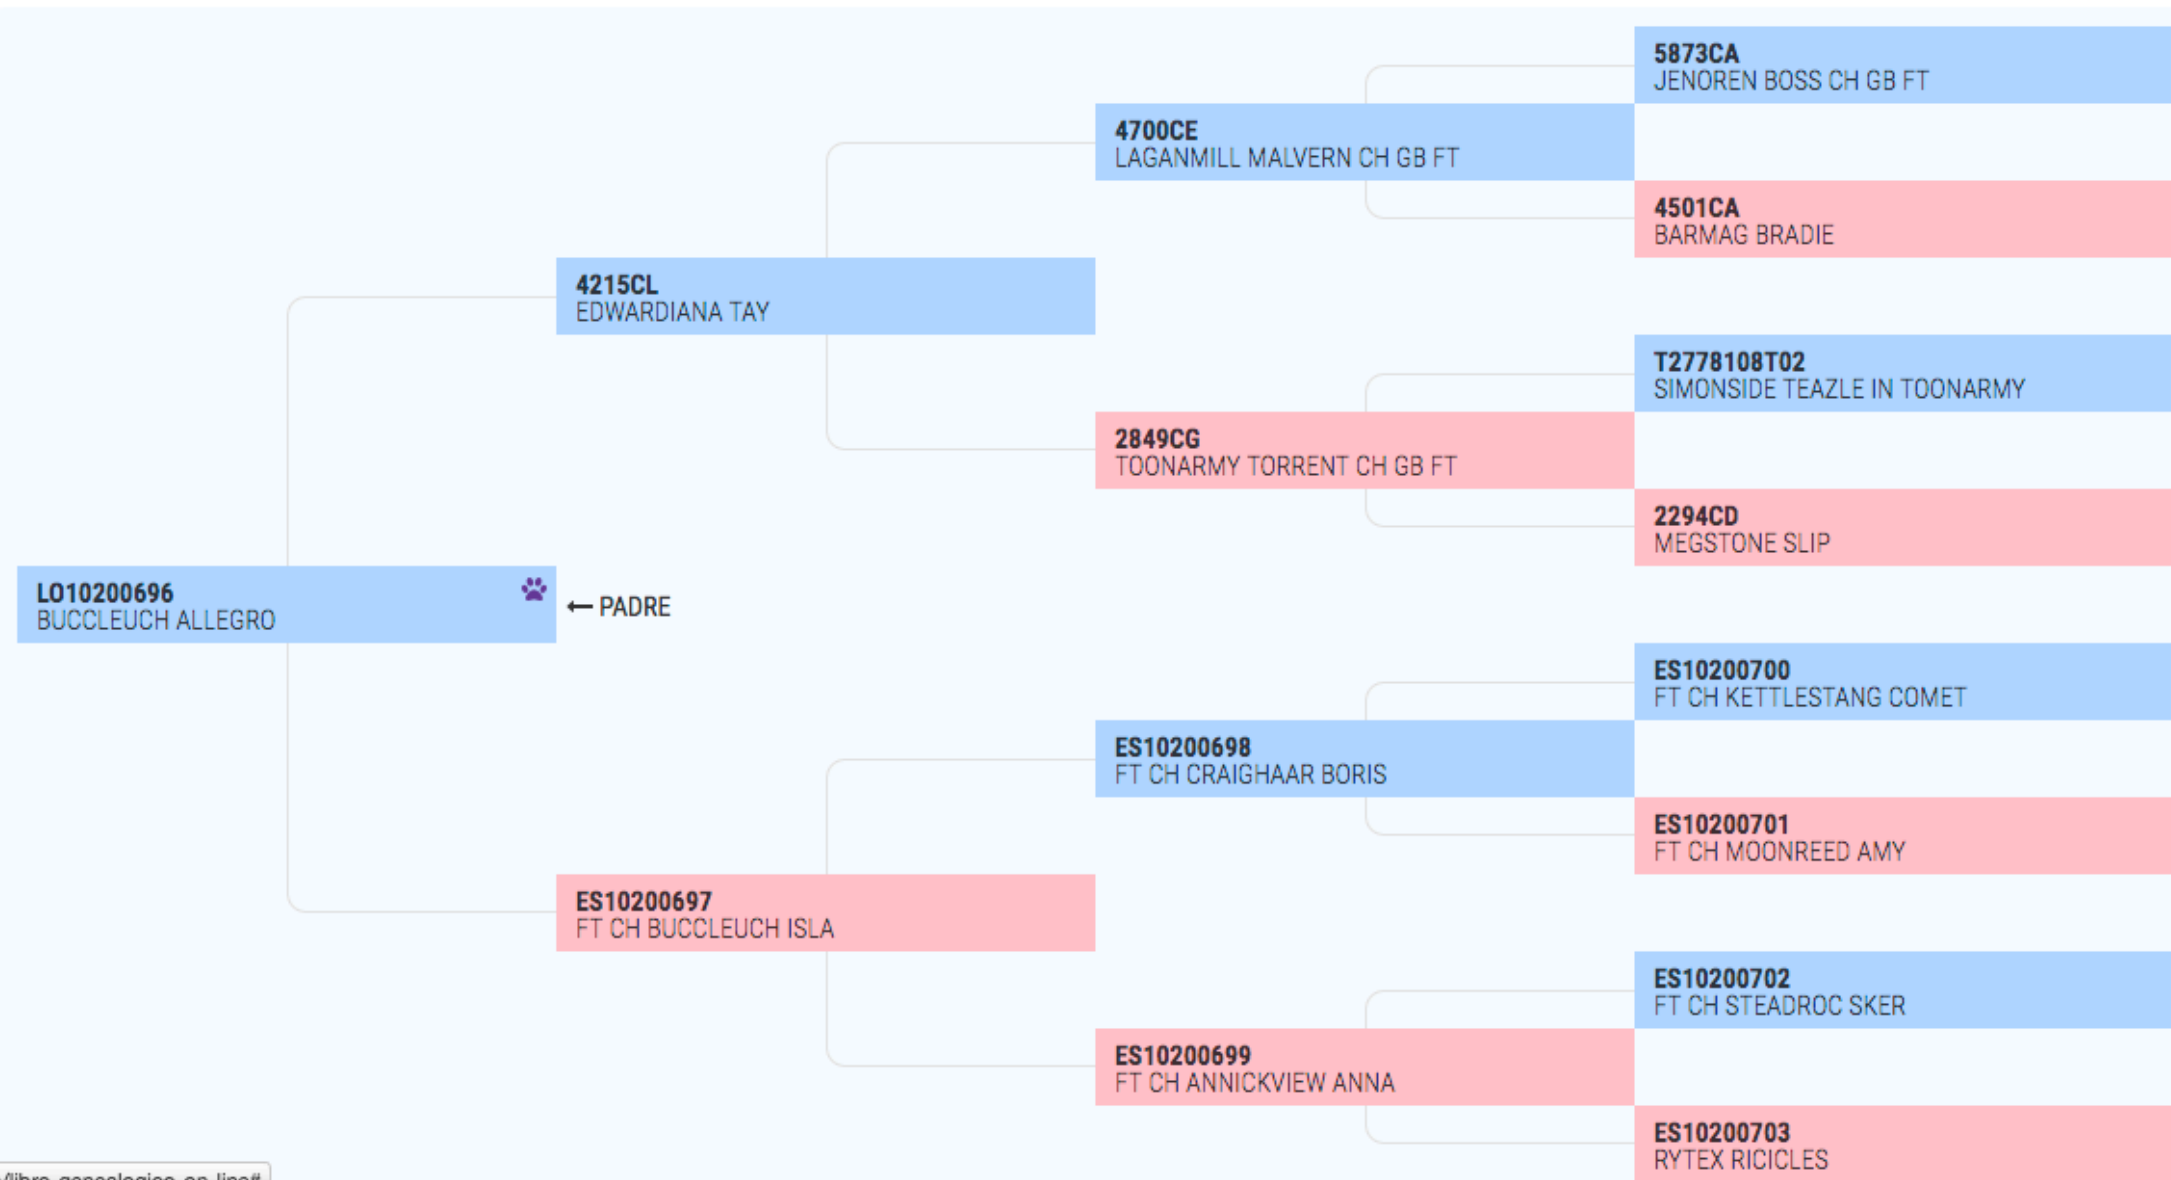 5873CA
JENOREN BOSS CH GB FT
4700CE
LAGANMILL MALVERN CH GB FT
4501CA
BARMAG BRADIE
4215CL
EDWARDIANA TAY
T2778108T02
SIMONSIDE TEAZLE IN TOONARMY
2849CG
TOONARMY TORRENT CH GB FT
2294CD
MEGSTONE SLIP
LO10200696
BUCCLEUCH ALLEGRO
← PADRE
ES10200700
FT CH KETTLESTANG COMET
ES10200698
FT CH CRAIGHAAR BORIS
ES10200701
FT CH MOONREED AMY
ES10200697
FT CH BUCCLEUCH ISLA
ES10200702
FT CH STEADROC SKER
ES10200699
FT CH ANNICKVIEW ANNA
ES10200703
RYTEX RICICLES